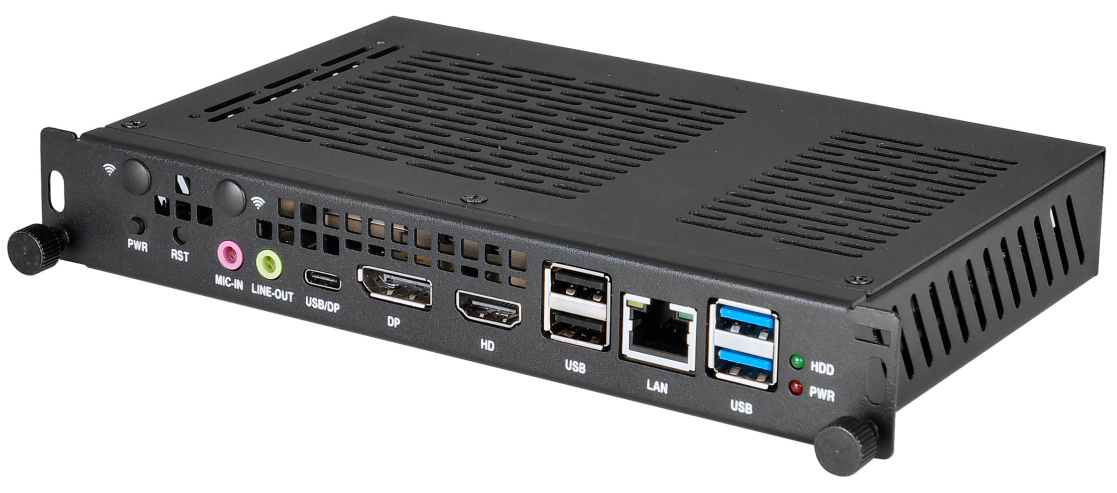 PWR
RST
MIC-IN
LINE-OUT
USB/DP
DP
HD
USB
LAN
USB
HDD
PWR